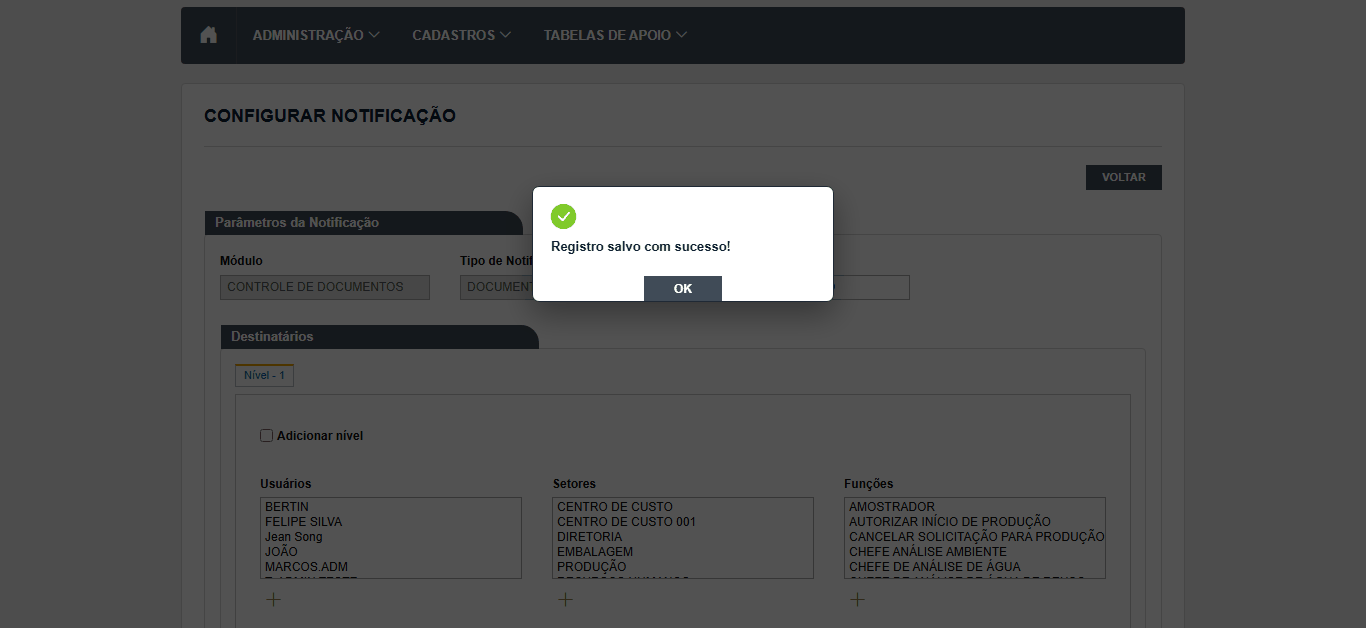 ADMINISTRAÇÃO CADASTROS TABELAS DE APOIO
CONFIGURAR NOTIFICAÇÃO
VOLTAR
Registro salvo com sucesso!
OK
Parâmetros da Notificação
Módulo
CONTROLE DE DOCUMENTOS
Tipo de
Destinatários
Nível - 1
Adicionar nível
Usuários
BERTIN
FELIPE SILVA
Jean Song
JOÃO
MARCOS.ADM
Setores
CENTRO DE CUSTO
CENTRO DE CUSTO 001
DIRETORIA
EMBALAGEM
PRODUÇÃO
Funções
AMOSTRADOR
AUTORIZAR INÍCIO DE PRODUÇÃO
CANCELAR SOLICITAÇÃO PARA PRODUÇÃO
CHEFE ANÁLISE AMBIENTE
CHEFE DE ANÁLISE DE ÁGUA